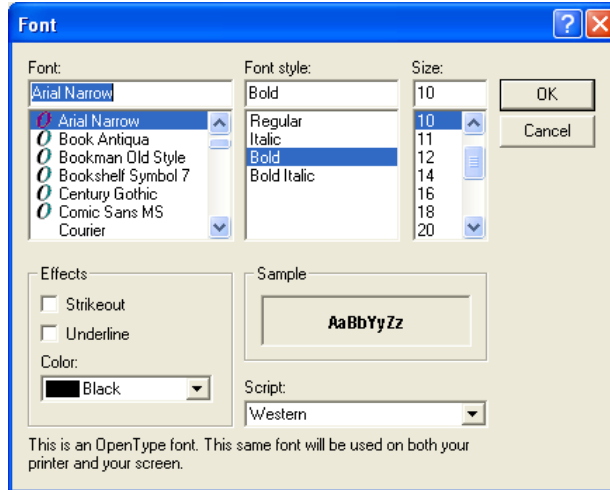 Font
Font:
Font style:
Size:
Arial Narrow
Bold
10
OK
Cancel
Arial Narrow
Book Antiqua
Bookman Old Style
Bookshelf Symbol 7
Century Gothic
Comic Sans MS
Courier
Regular
Italic
Bold
Bold Italic
10
11
12
14
16
18
20
Effects
Strikeout
Underline
Color:
Black
Sample
AaBbYyZz
Script:
Western
This is an OpenType font. This same font will be used on both your
printer and your screen.